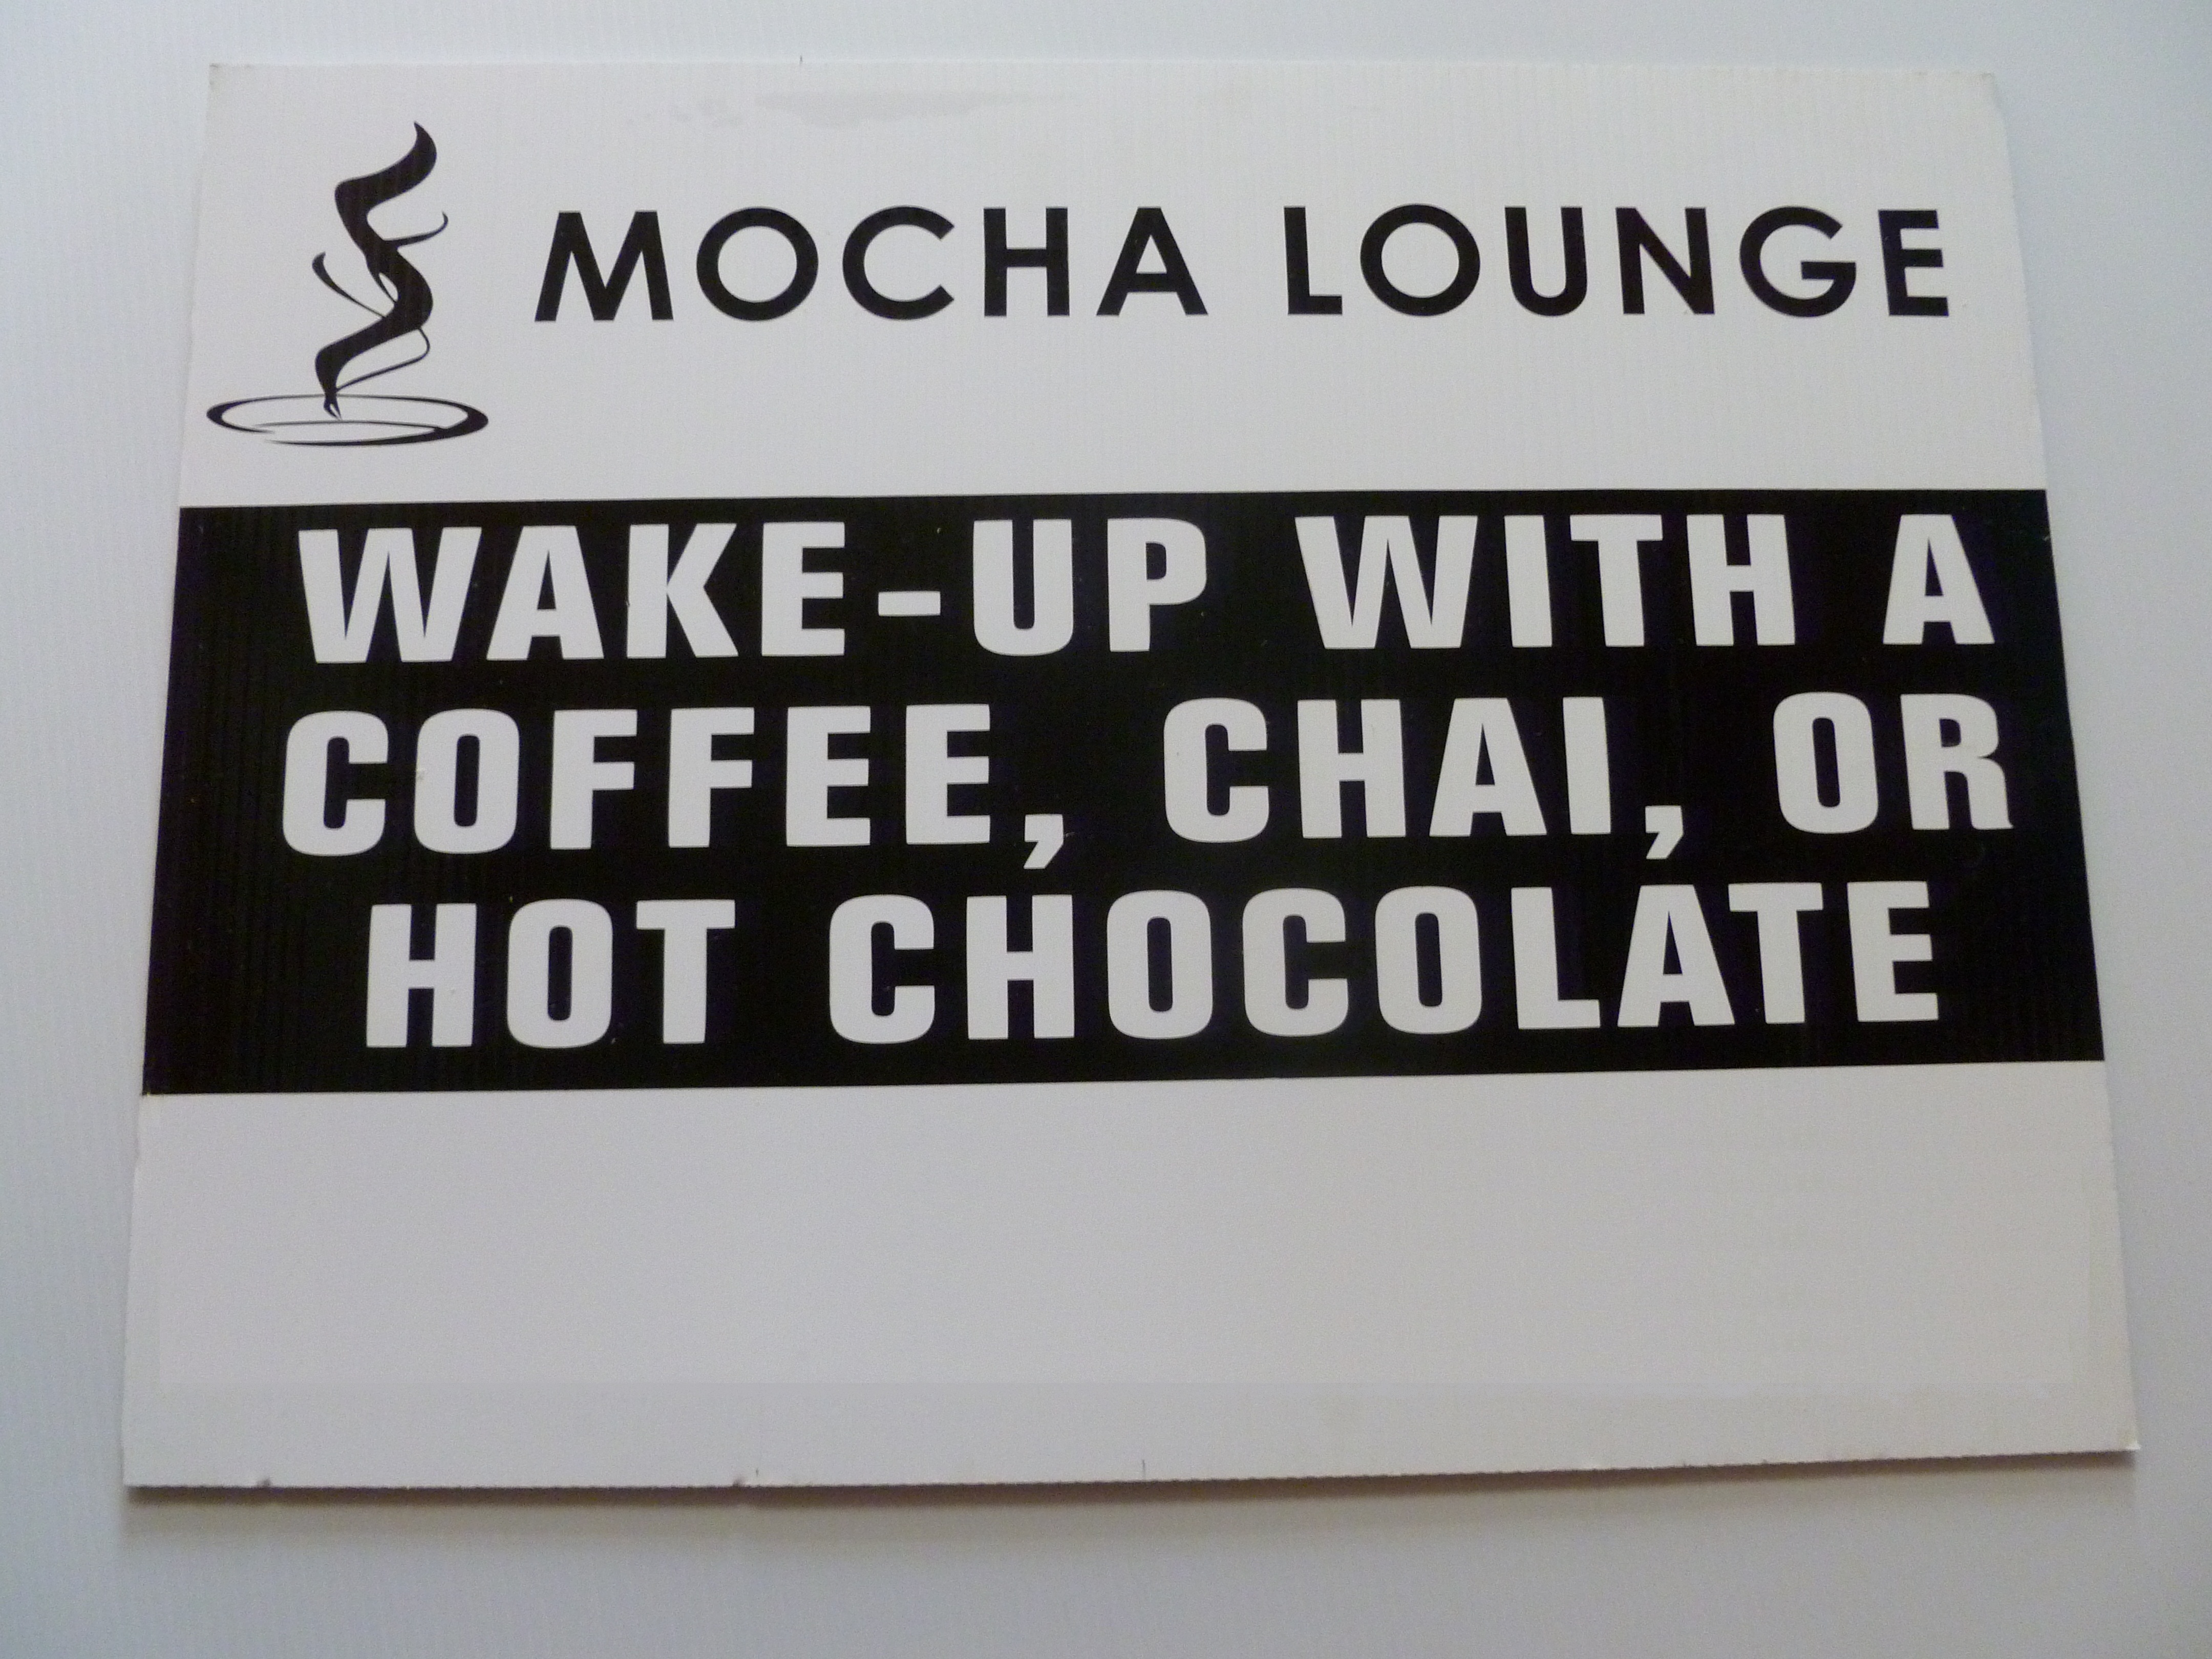 MOCHA LOUNGE
WAKE-UP WITH A
COFFEE, CHAI, OR
HOT CHOCOLATE